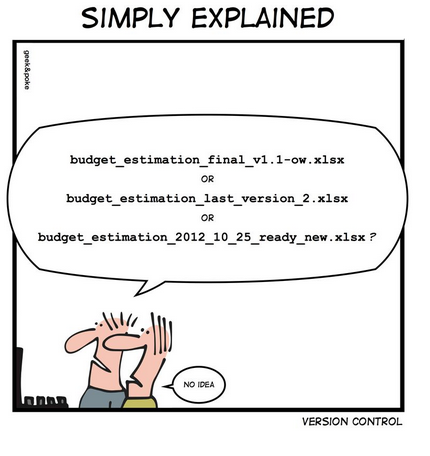 SIMPLY EXPLAINED
geek&poke
budget_estimation_final_v1.1-ow.xlsx
OR
budget_estimation_last_version_2.xlsx
OR
budget_estimation_2012_10_25_ready_new.xlsx ?
NO IDEA
VERSION CONTROL